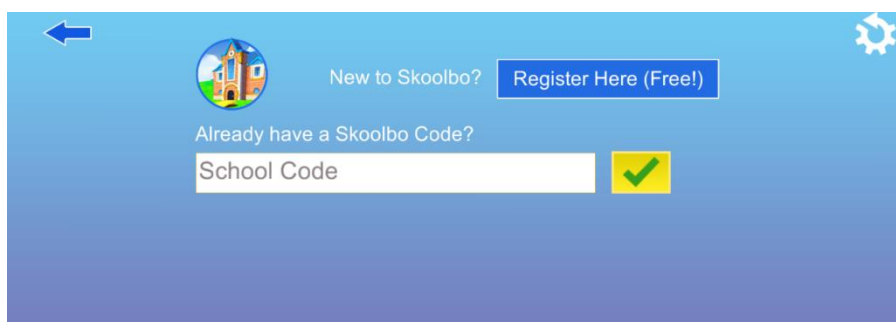 New to Skoolbo? Register Here (Free!)
Already have a Skoolbo Code?
School Code